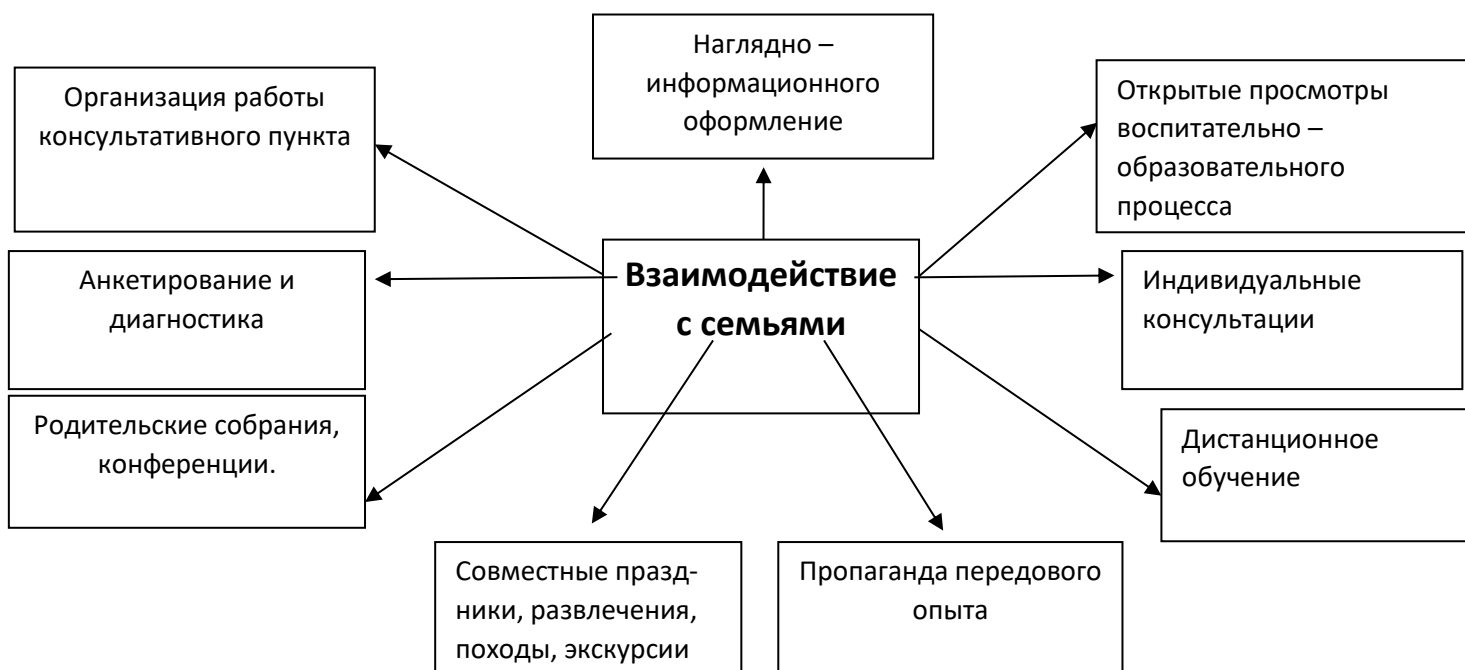 Наглядно –
информационного
оформление
Организация работы
консультативного пункта
Открытые просмотры
воспитательно –
образовательного
процесса
Взаимодействие
с семьями
Анкетирование и
диагностика
Индивидуальные
консультации
Родительские собрания,
конференции.
Дистанционное
обучение
Совместные празд-
ники, развлечения,
походы, экскурсии
Пропаганда передового
опыта